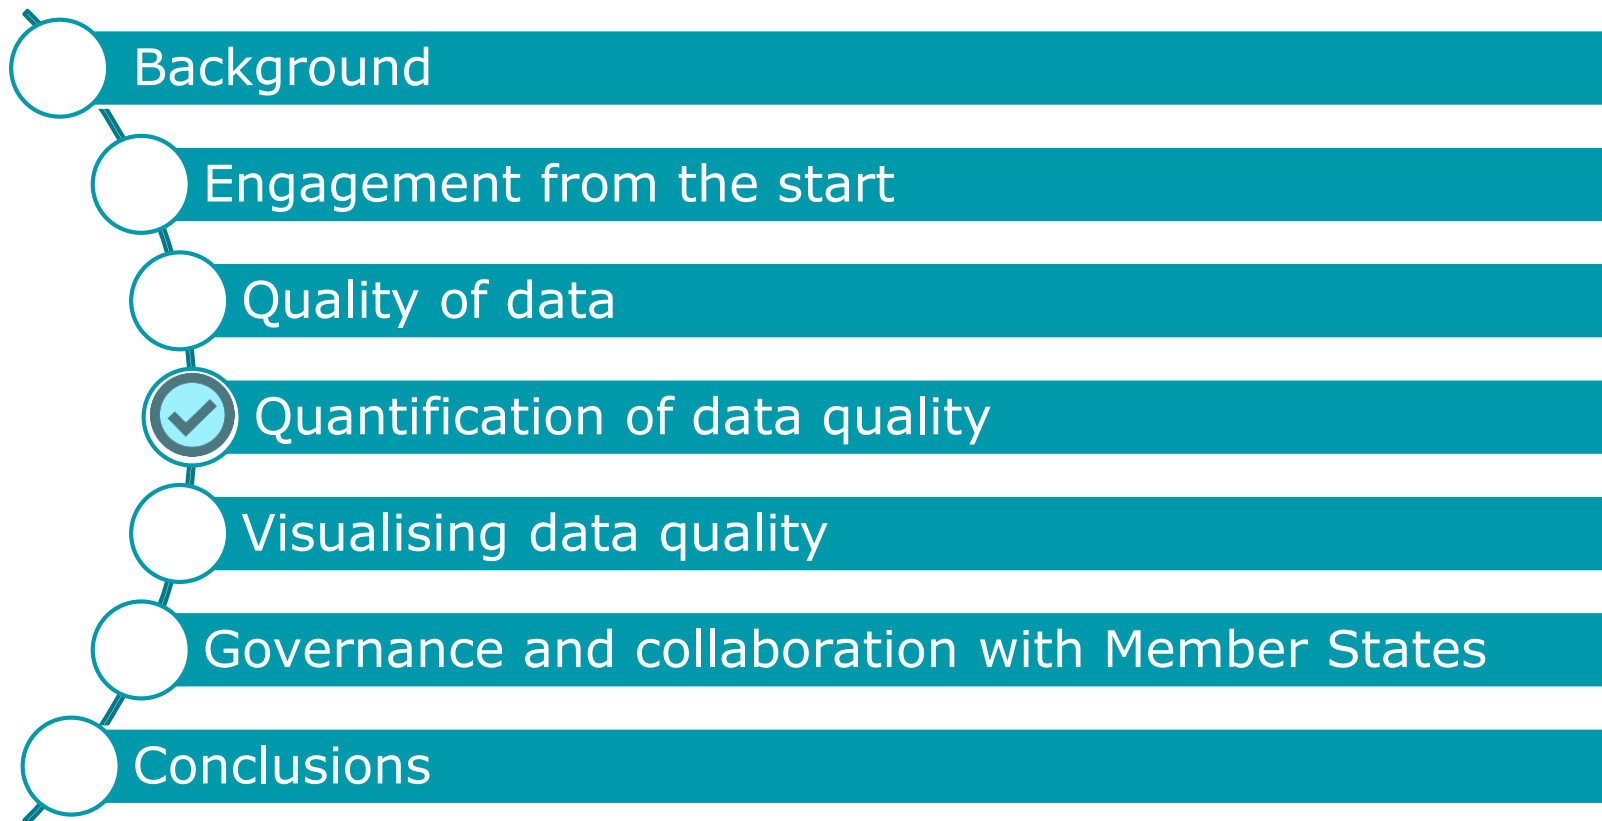 Background
Engagement from the start
Quality of data
Quantification of data quality
Visualising data quality
Governance and collaboration with Member States
Conclusions